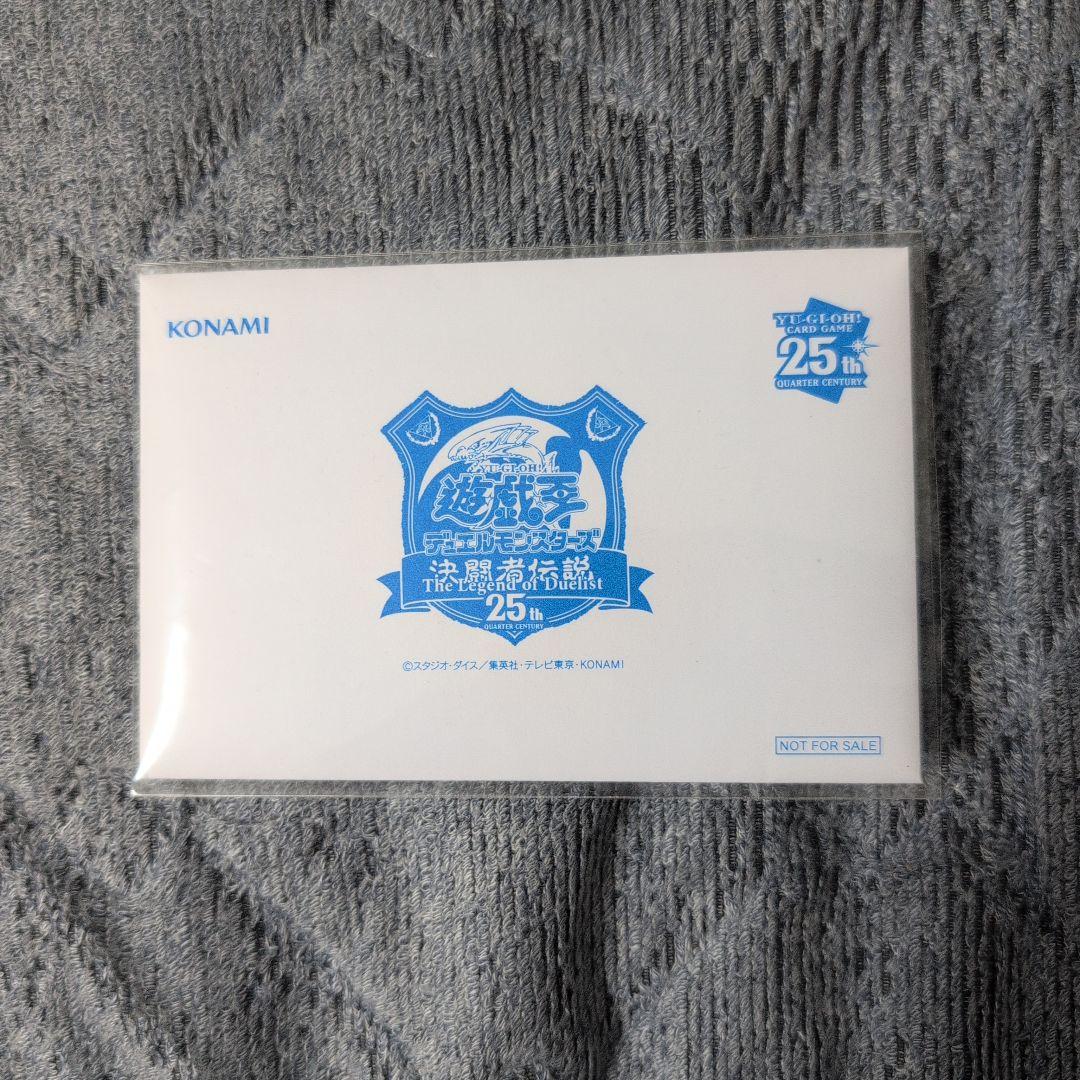 KONAMI
YU-GI-OH!
CARD GAME
25th
QUARTER CENTURY
YU-GI-OH!
遊戯王
デュエルモンスターズ
決闘者伝説
The Legend of Duelist
25th
QUARTER CENTURY
©スタジオ・ダイス／集英社・テレビ東京・KONAMI
NOT FOR SALE